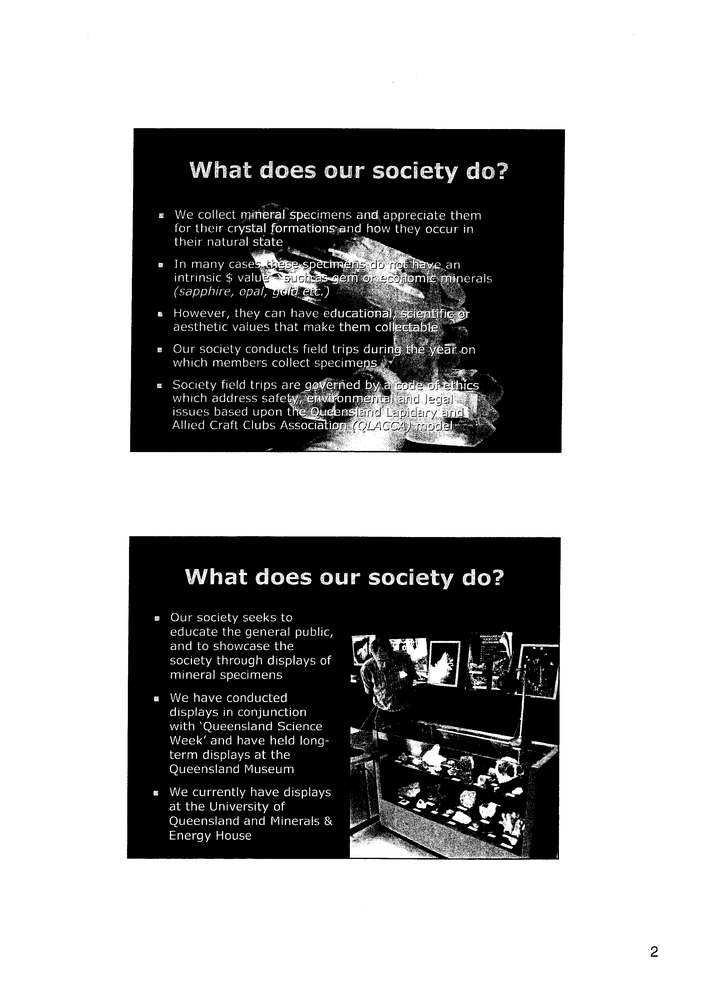 What does our society do?
We collect mineral specimens and appreciate them
for their crystal formations and how they occur in
their natural state
In many cases these specimens do not have an
intrinsic $ value – such as gem or economic minerals
(sapphire, opal, gold etc.)
However, they can have educational, scientific or
aesthetic values that make them collectable
Our society conducts field trips during the year on
which members collect specimens
Society field trips are governed by a code of ethics
which address safety, environmental and legal
issues based upon the Queensland Lapidary and
Allied Craft Clubs Association (QLACCA) model
What does our society do?
Our society seeks to
educate the general public,
and to showcase the
society through displays of
mineral specimens
We have conducted
displays in conjunction
with ‘Queensland Science
Week’ and have held long-
term displays at the
Queensland Museum
We currently have displays
at the University of
Queensland and Minerals &
Energy House
MINERALOGICAL
SOCIETY OF
QUEENSLAND
2